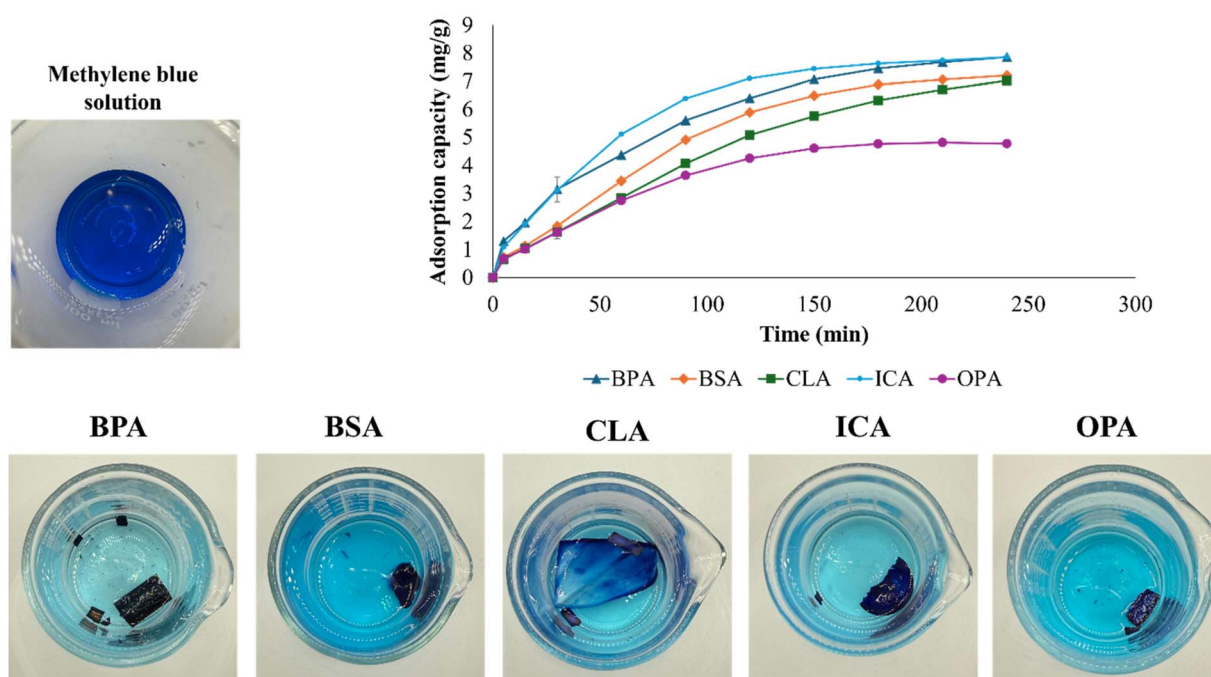 Methylene blue
solution
Adsorption capacity (mg/g)
9
8
7
6
5
4
3
2
1
0
0 50 100 150 200 250 300
Time (min)
BPA BSA CLA ICA OPA
BPA BSA CLA ICA OPA